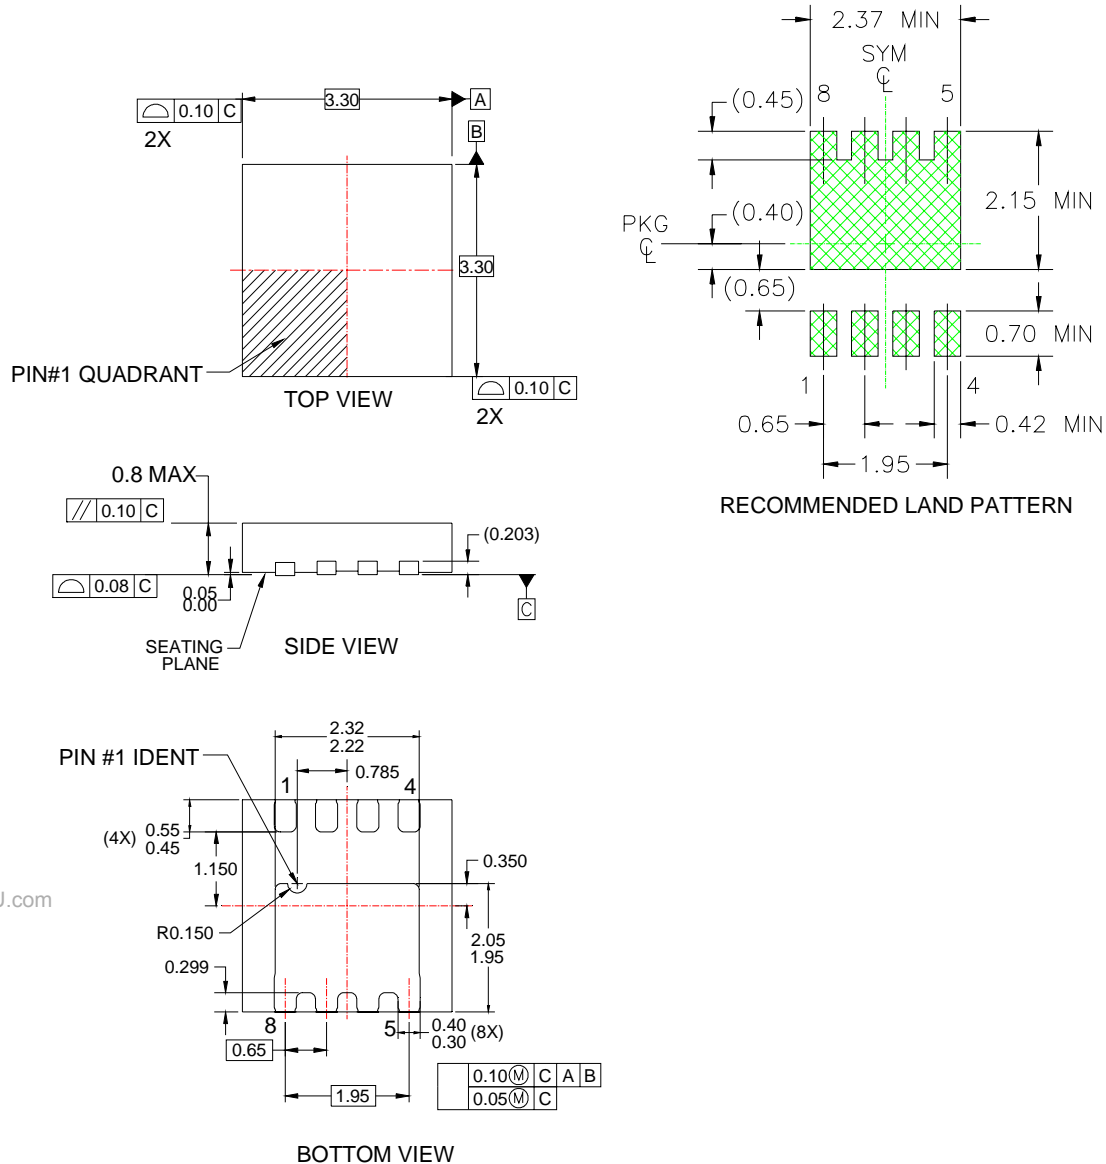 0.10 C
2X
3.30
A
B
3.30
PIN#1 QUADRANT
TOP VIEW
0.10 C
2X
2.37 MIN
SYM
℄
(0.45)
8
5
2.15 MIN
(0.40)
PKG
℄
(0.65)
0.70 MIN
1
4
0.65
0.42 MIN
1.95
RECOMMENDED LAND PATTERN
0.8 MAX
// 0.10 C
(0.203)
0.08 C
0.05
0.00
C
SEATING
PLANE
SIDE VIEW
2.32
2.22
PIN #1 IDENT
0.785
1
4
(4X)
0.55
0.45
1.150
0.350
J.com
R0.150
2.05
1.95
0.299
8
5
0.40
0.30
(8X)
0.65
1.95
0.10Ⓜ C A B
0.05Ⓜ C
BOTTOM VIEW